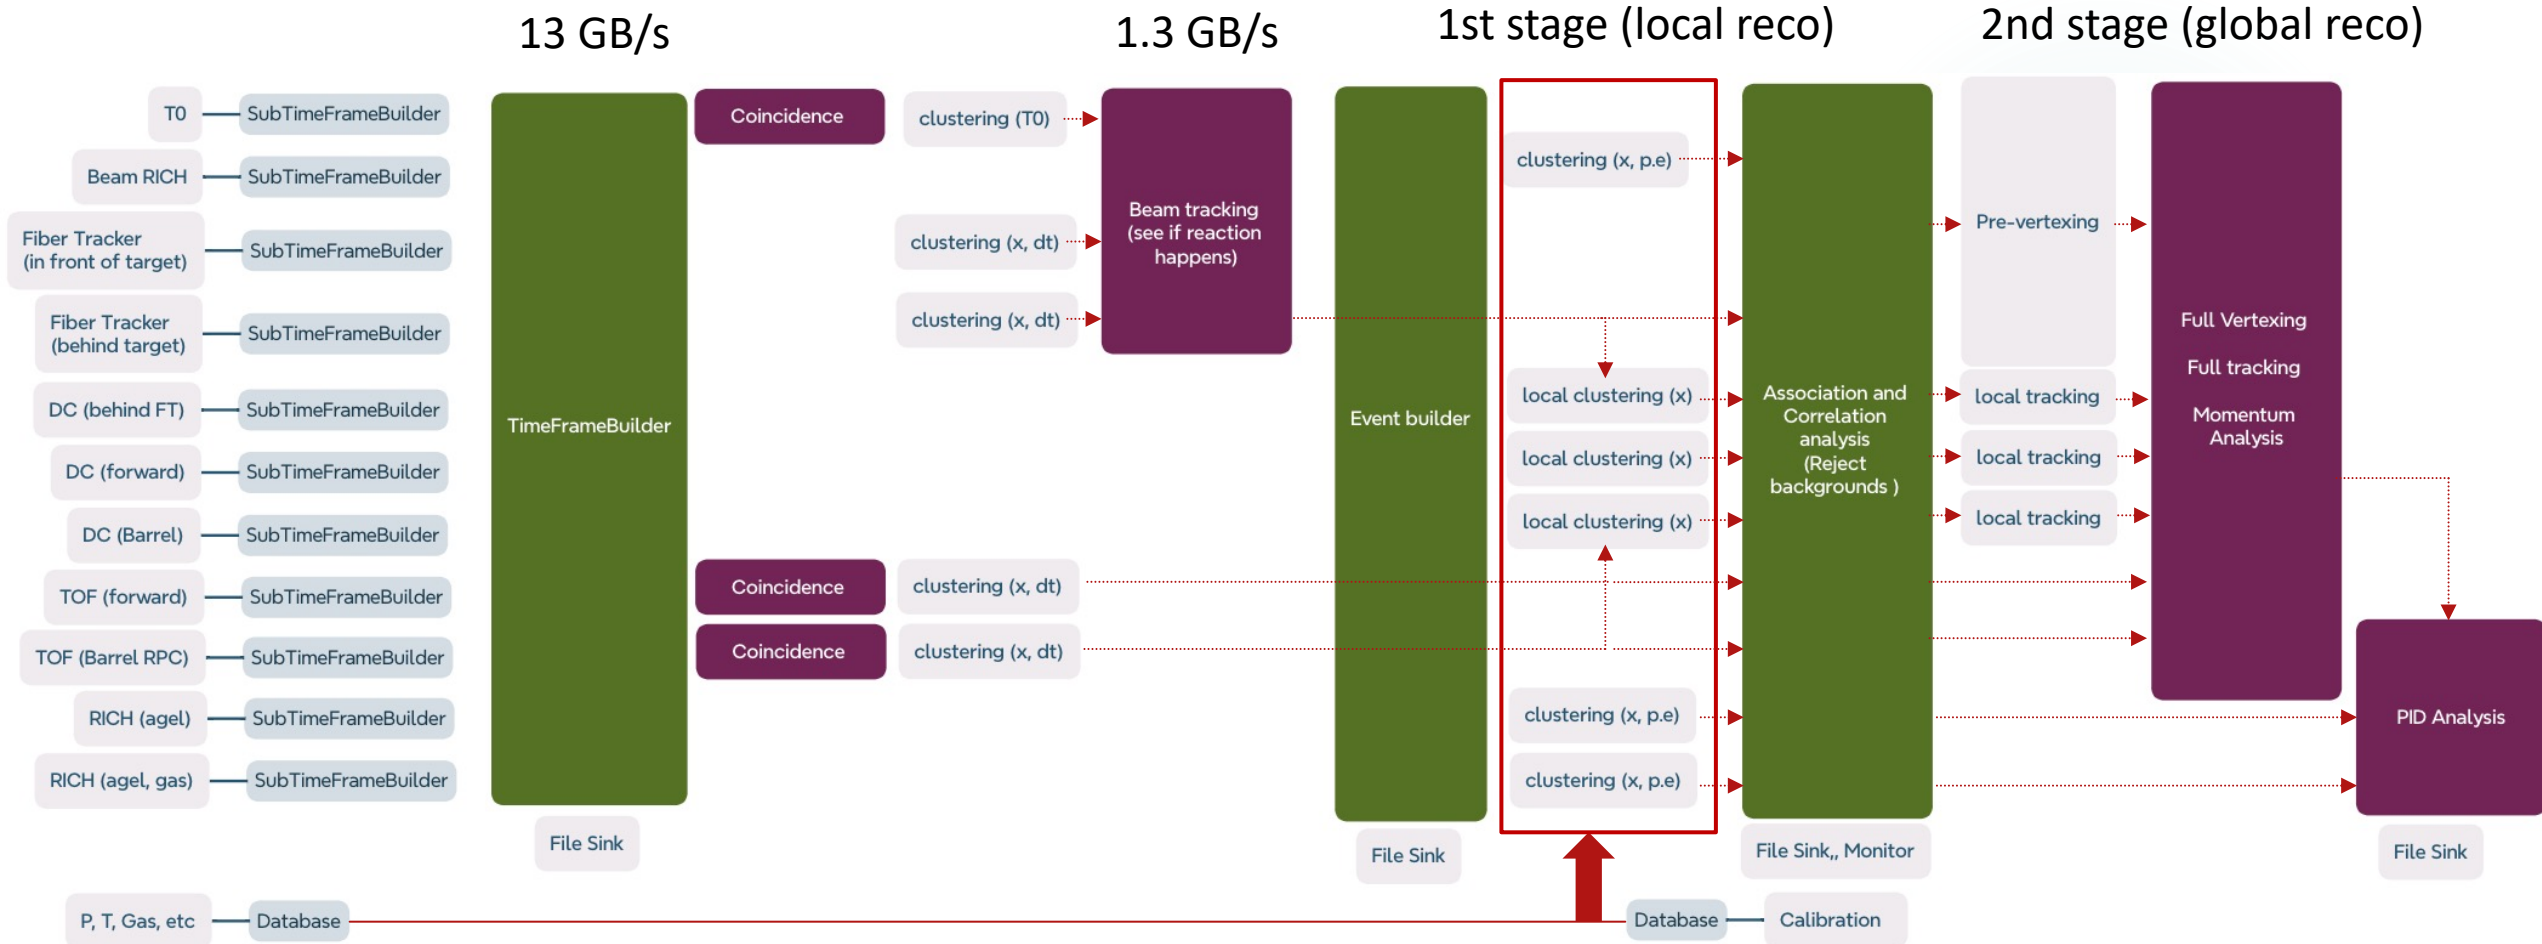 13 GB/s
1.3 GB/s
1st stage (local reco)
2nd stage (global reco)
T0
SubTimeFrameBuilder
Beam RICH
SubTimeFrameBuilder
Fiber Tracker
(in front of target)
SubTimeFrameBuilder
Fiber Tracker
(behind target)
SubTimeFrameBuilder
DC (behind FT)
SubTimeFrameBuilder
DC (forward)
SubTimeFrameBuilder
DC (Barrel)
SubTimeFrameBuilder
TOF (forward)
SubTimeFrameBuilder
TOF (Barrel RPC)
SubTimeFrameBuilder
RICH (agel)
SubTimeFrameBuilder
RICH (agel, gas)
SubTimeFrameBuilder
P, T, Gas, etc
Database
TimeFrameBuilder
File Sink
Coincidence
Coincidence
Coincidence
clustering (T0)
clustering (x, dt)
clustering (x, dt)
clustering (x, dt)
clustering (x, dt)
Beam tracking
(see if reaction
happens)
Event builder
File Sink
clustering (x, p.e)
local clustering (x)
local clustering (x)
local clustering (x)
clustering (x, p.e)
clustering (x, p.e)
Association and
Correlation
analysis
(Reject
backgrounds )
File Sink,, Monitor
Database
Calibration
Pre-vertexing
local tracking
local tracking
local tracking
Full Vertexing
Full tracking
Momentum
Analysis
PID Analysis
File Sink